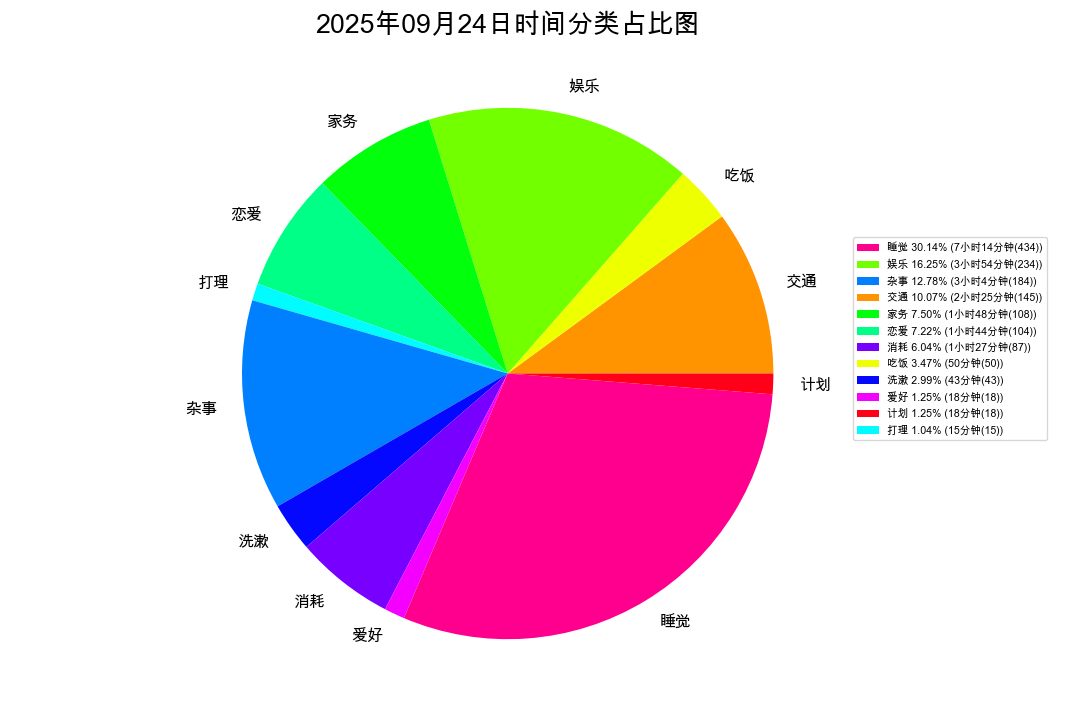 2025年09月24日时间分类占比图
娱乐
家务
吃饭
恋爱
打理
交通
计划
杂事
洗漱
消耗
爱好
睡觉
睡觉 30.14% (7小时14分钟(434))
娱乐 16.25% (3小时54分钟(234))
杂事 12.78% (3小时4分钟(184))
交通 10.07% (2小时25分钟(145))
家务 7.50% (1小时48分钟(108))
恋爱 7.22% (1小时44分钟(104))
消耗 6.04% (1小时27分钟(87))
吃饭 3.47% (50分钟(50))
洗漱 2.99% (43分钟(43))
爱好 1.25% (18分钟(18))
计划 1.25% (18分钟(18))
打理 1.04% (15分钟(15))